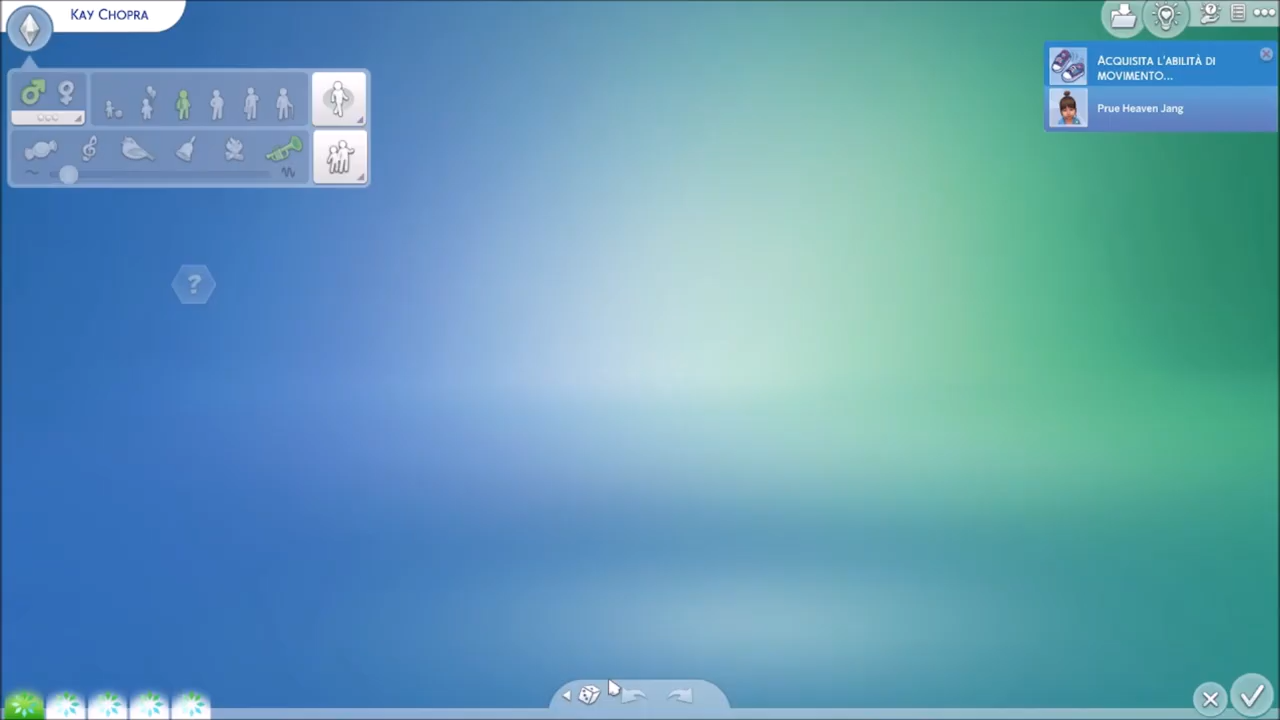 Kay Chopra
Acquisita l'abilità di
movimento...
Prue Heaven Jang
?